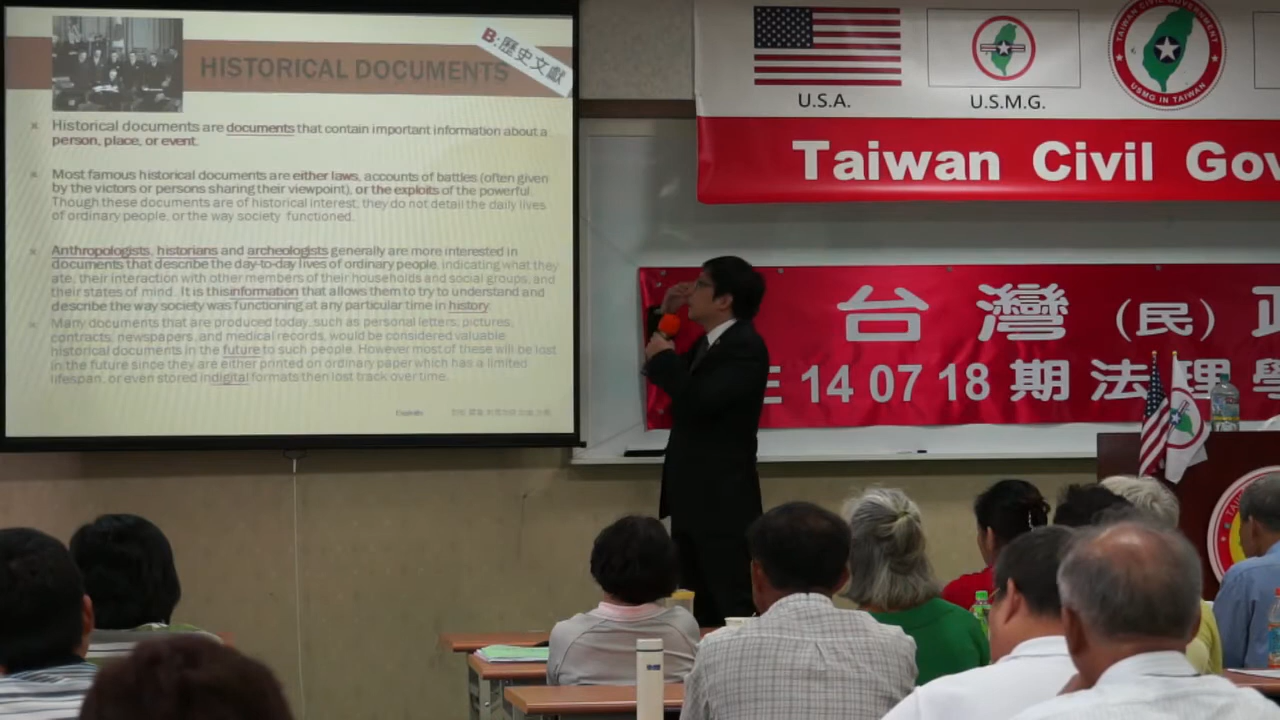 B.歷史文獻
HISTORICAL DOCUMENTS
Historical documents are documents that contain important information about a
person, place, or event.
Most famous historical documents are either laws, accounts of battles (often given
by the victors or persons sharing their viewpoint), or the exploits of the powerful.
Though these documents are of historical interest, they do not detail the daily lives
of ordinary people, or the way society functioned.
Anthropologists, historians and archeologists generally are more interested in
documents that describe the day-to-day lives of ordinary people, indicating what they
ate, their interaction with other members of their households and social groups, and
their states of mind. It is thisinformation that allows them to try to understand and
describe the way society was functioning at any particular time in history.
Many documents that are produced today, such as personal letters, pictures,
contracts, newspapers, and medical records, would be considered valuable
historical documents in the future to such people. However most of these will be lost
in the future since they are either printed on ordinary paper which has a limited
lifespan, or even stored indigital formats then lost track over time.
U.S.A.
U.S.M.G.
TAIWAN CIVIL GOVERNMENT
USMG IN TAIWAN
Taiwan Civil Gov
台灣(民)政
14 07 18 期法理學